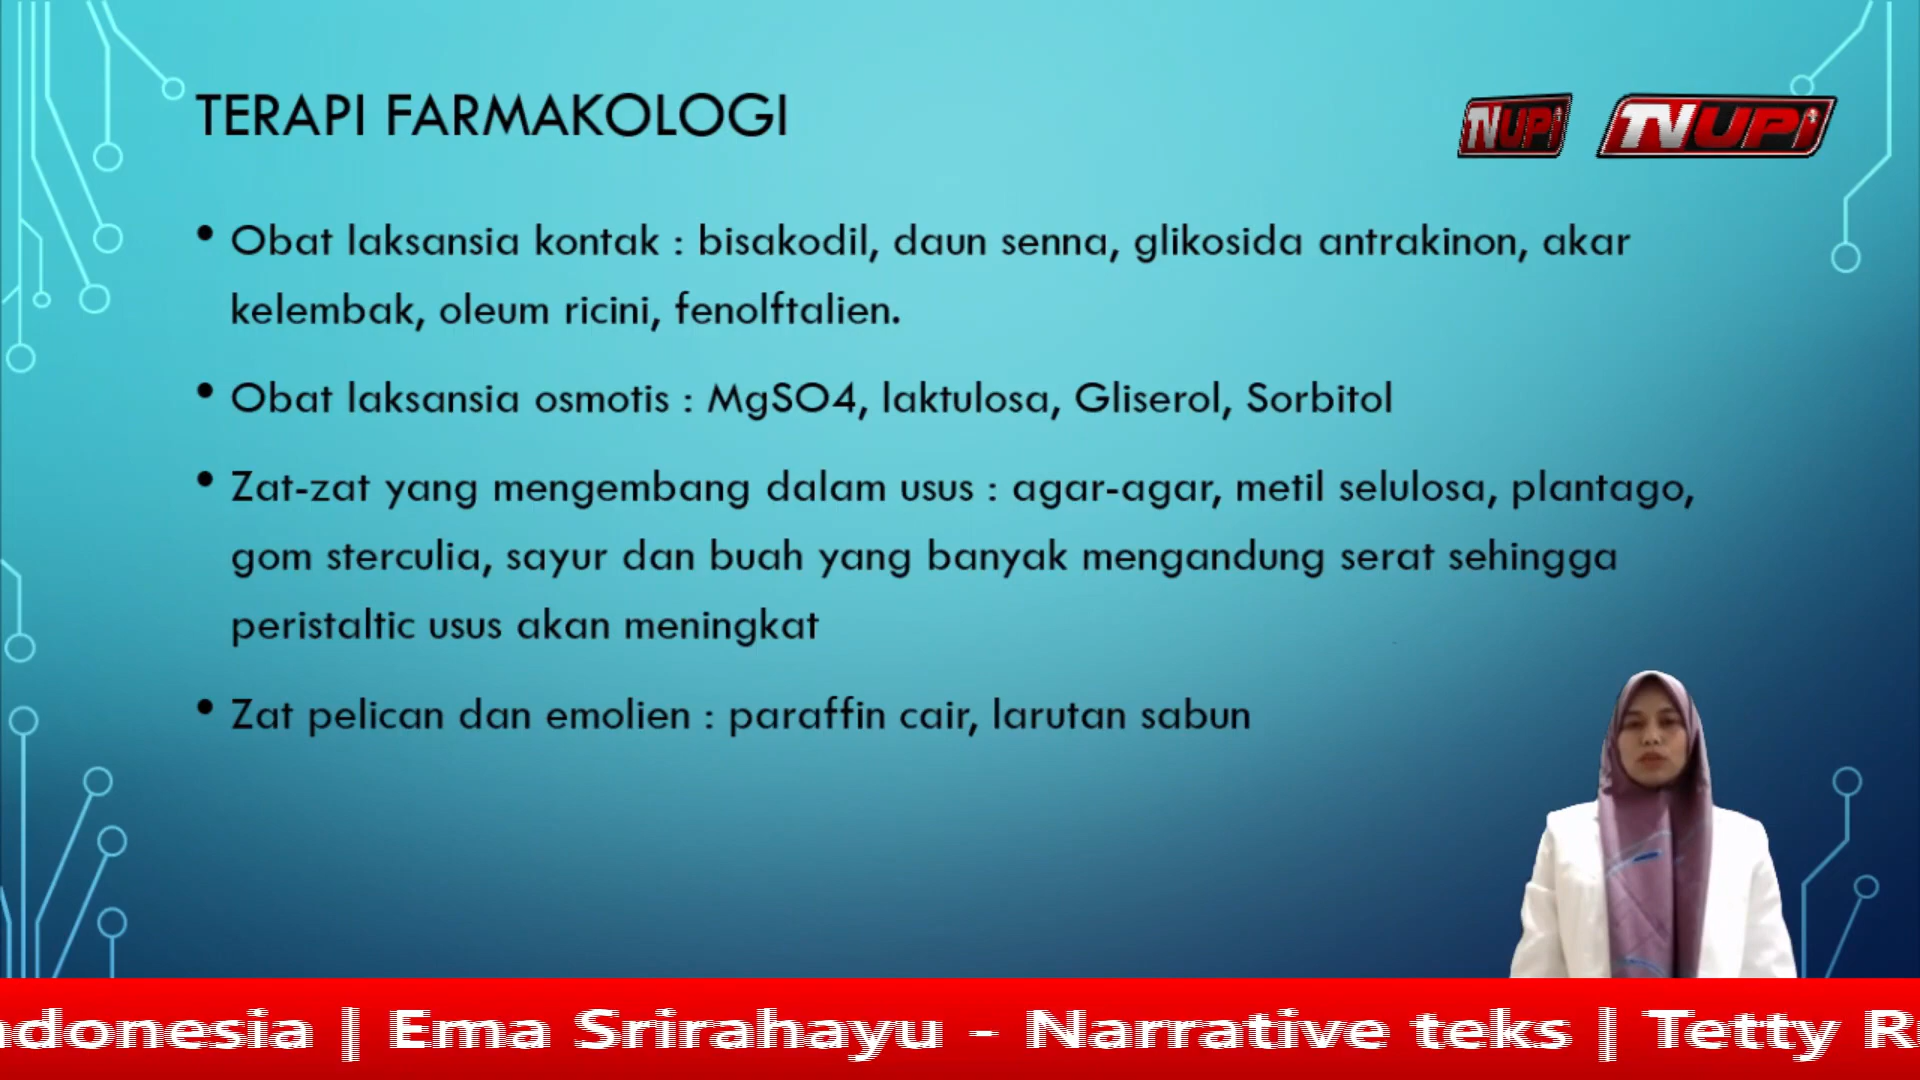 TERAPI FARMAKOLOGI
TVUPi TVUPi
• Obat laksansia kontak : bisakodil, daun senna, glikosida antrakinon, akar
kelembak, oleum ricini, fenolftalien.
• Obat laksansia osmotis : MgSO4, laktulosa, Gliserol, Sorbitol
• Zat-zat yang mengembang dalam usus : agar-agar, metil selulosa, plantago,
gom sterculia, sayur dan buah yang banyak mengandung serat sehingga
peristaltic usus akan meningkat
• Zat pelican dan emolien : paraffin cair, larutan sabun
ndonesia | Ema Srirahayu - Narrative teks | Tetty R